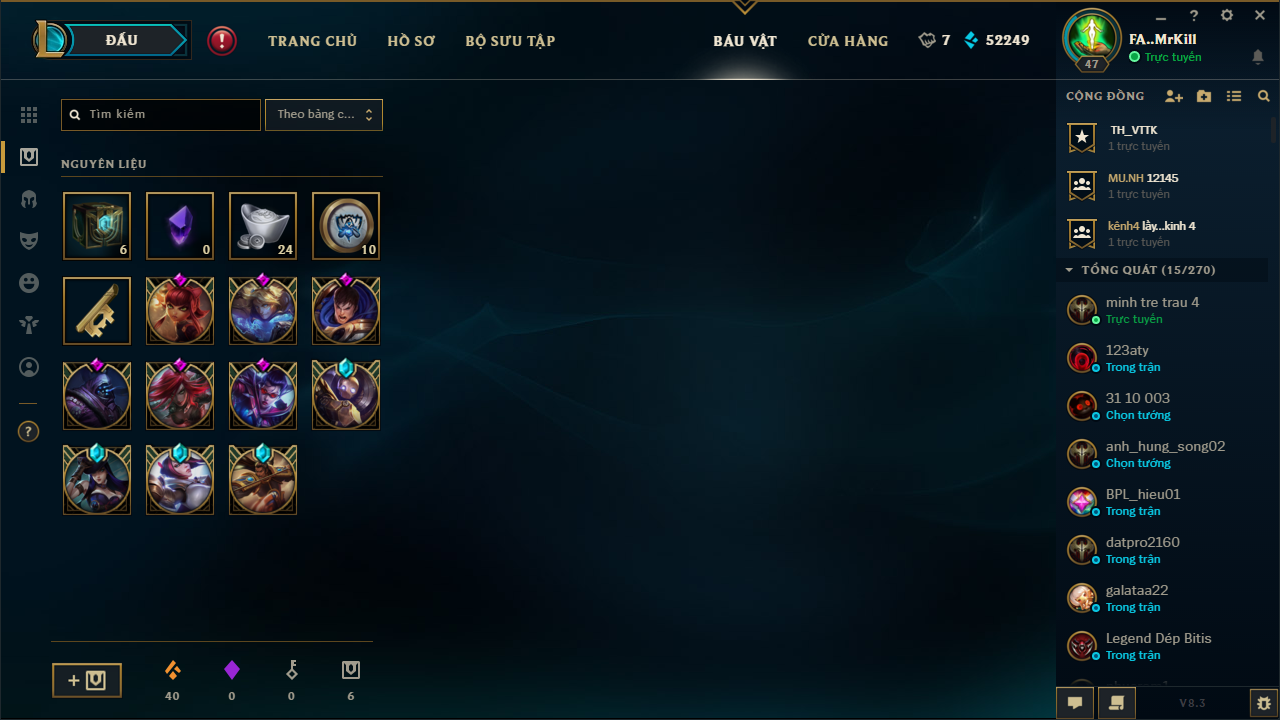 ĐẤU
TRANG CHỦ
HỒ SƠ
BỘ SƯU TẬP
BÁU VẬT
CỬA HÀNG
7
52249
47
FA..MrKill
Trực tuyến
Tìm kiếm
Theo bảng c...
NGUYÊN LIỆU
6
0
24
10
?
40
0
0
6
CỘNG ĐỒNG
TH_VTTK
1 trực tuyến
MU.NH 12145
1 trực tuyến
kênh4 lầy...kinh 4
1 trực tuyến
TỔNG QUÁT (15/270)
minh tre trau 4
Trực tuyến
123aty
Trong trận
31 10 003
Chọn tướng
anh_hung_song02
Chọn tướng
BPL_hieu01
Trong trận
datpro2160
Trong trận
galataa22
Trong trận
Legend Dép Bitis
Trong trận
V8.3